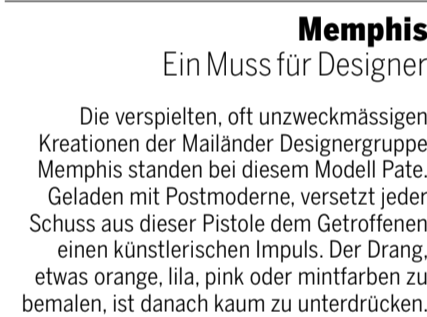 Memphis
Ein Muss für Designer
Die verspielten, oft unzweckmässigen
Kreationen der Mailänder Designergruppe
Memphis standen bei diesem Modell Pate.
Geladen mit Postmoderne, versetzt jeder
Schuss aus dieser Pistole dem Getroffenen
einen künstlerischen Impuls. Der Drang,
etwas orange, lila, pink oder mintfarben zu
bemalen, ist danach kaum zu unterdrücken.